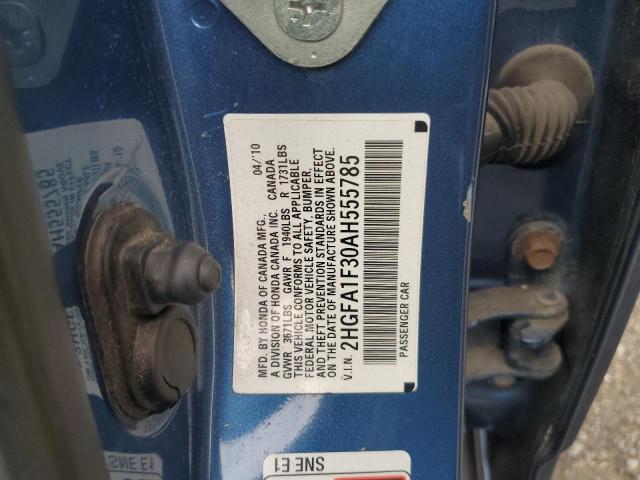 MFD. BY HONDA OF CANADA MFG., 04/'10
A DIVISION OF HONDA CANADA INC. CANADA
GVWR 3671LBS GAWR F 1940LBS R 1731LBS
THIS VEHICLE CONFORMS TO ALL APPLICABLE
FEDERAL MOTOR VEHICLE SAFETY, BUMPER,
AND THEFT PREVENTION STANDARDS IN EFFECT
ON THE DATE OF MANUFACTURE SHOWN ABOVE.
V.I.N. 2HGFA1F30AH555785
PASSENGER CAR
SNE E1